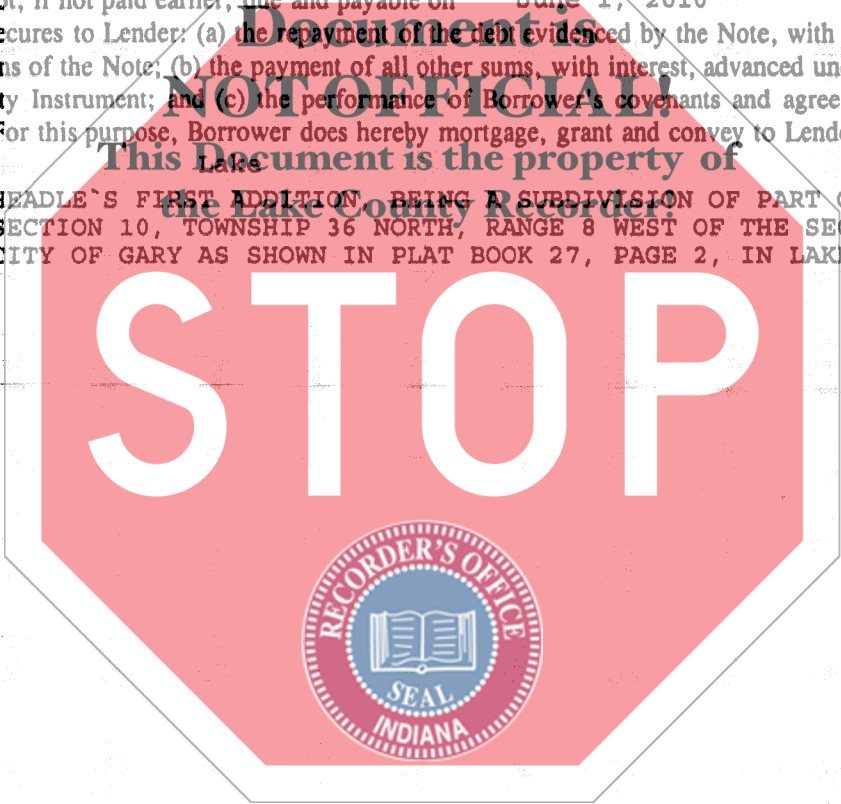 if not paid earlier, due and payable on June 1, 2010
Document is
ecures to Lender: (a) the repayment of the debt evidenced by the Note, with
ns of the Note; (b) the payment of all other sums, with interest, advanced un
NOT OFFICIAL!
ty Instrument; and (c) the performance of Borrower's covenants and agree
For this purpose, Borrower does hereby mortgage, grant and convey to Lende
This Document is the property of
Lake
the Lake County Recorder!
EADLE`S FIRST ADDITION, BEING A SUBDIVISION OF PART
SECTION 10, TOWNSHIP 36 NORTH, RANGE 8 WEST OF THE SE
CITY OF GARY AS SHOWN IN PLAT BOOK 27, PAGE 2, IN LAK
STOP
RECORDER'S OFFICE
SEAL
INDIANA